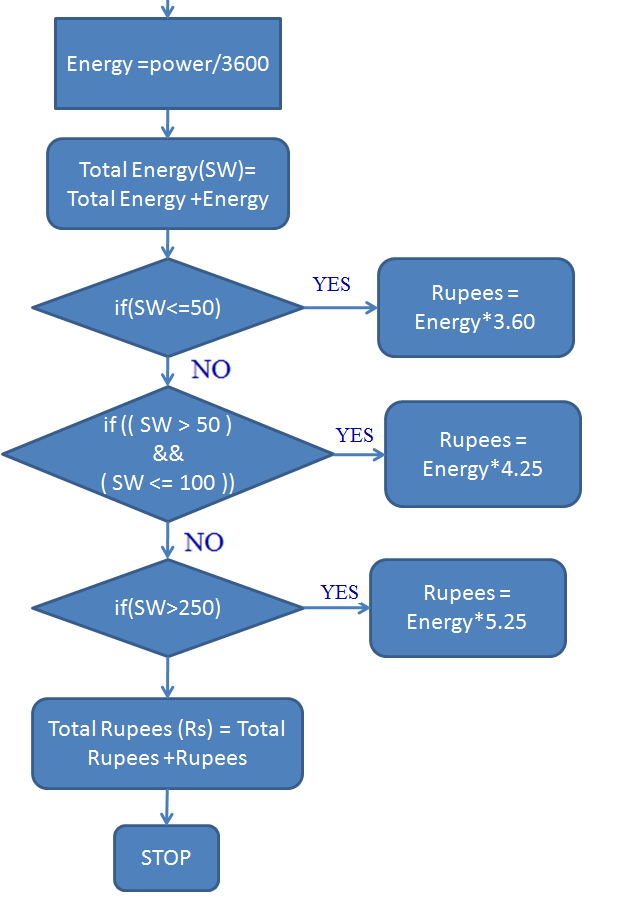 Energy =power/3600
Total Energy(SW)=
Total Energy +Energy
if(SW<=50)
YES
Rupees =
Energy*3.60
NO
if (( SW > 50 )
&&
( SW <= 100 ))
YES
Rupees =
Energy*4.25
NO
if(SW>250)
YES
Rupees =
Energy*5.25
Total Rupees (Rs) = Total
Rupees +Rupees
STOP